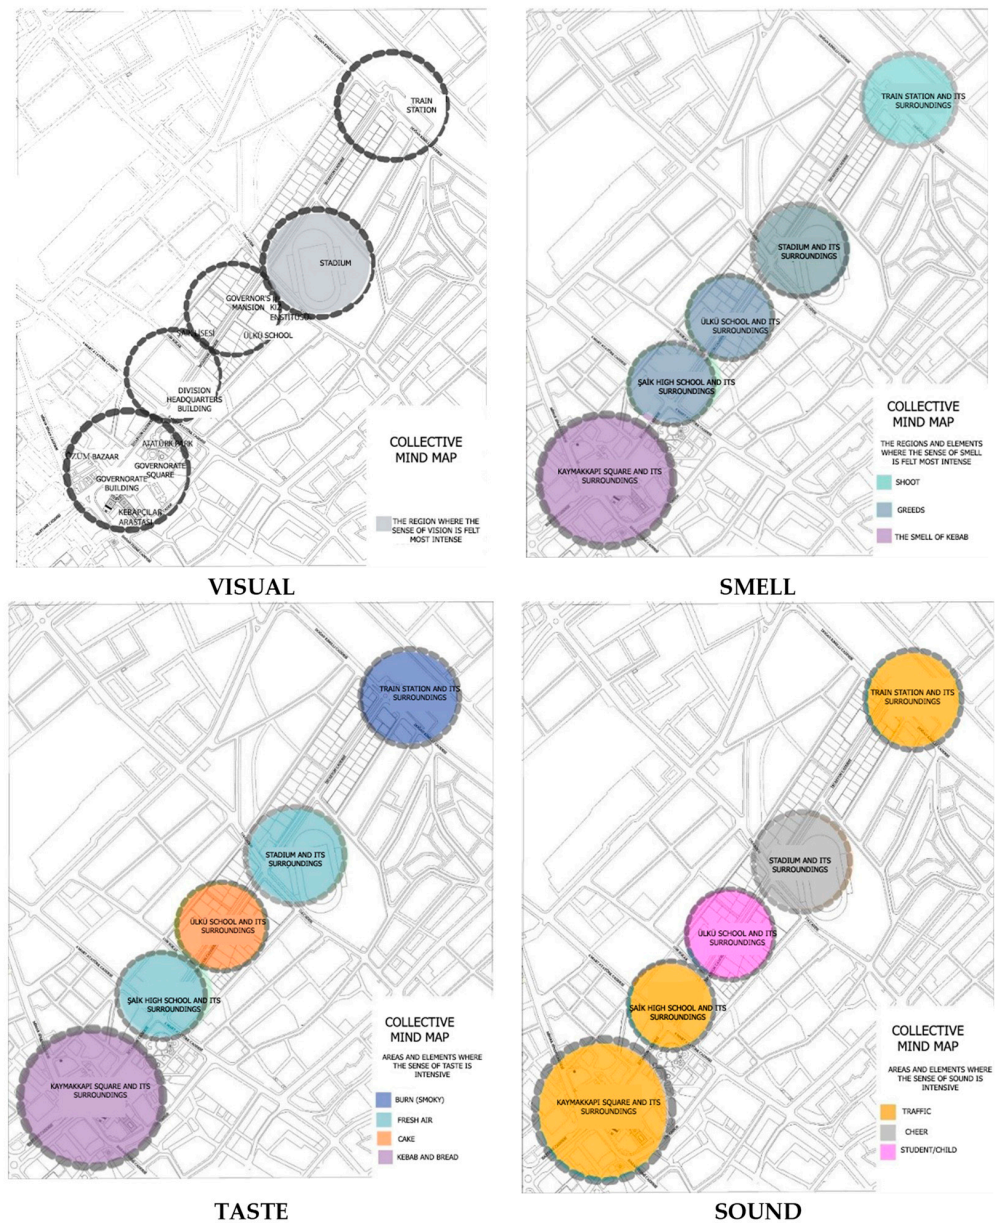 TRAIN
STATION
STADIUM
GOVERNOR'S
MANSION KIZ
ENSTİTÜSÜ
LİSESİ
ÜLKÜ SCHOOL
DIVISION
HEADQUARTERS
BUILDING
ATATÜRK PARK
BAZAAR
GOVERNORATE
SQUARE
GOVERNORATE
BUILDING
KEBAPÇILAR
ARASTASI
COLLECTIVE
MIND MAP
THE REGION WHERE THE
SENSE OF VISION IS FELT
MOST INTENSE
VISUAL
TRAIN STATION AND ITS
SURROUNDINGS
STADIUM AND ITS
SURROUNDINGS
ÜLKÜ SCHOOL AND ITS
SURROUNDINGS
ŞAİK HIGH SCHOOL AND ITS
SURROUNDINGS
KAYMAKKAPI SQUARE AND ITS
SURROUNDINGS
COLLECTIVE
MIND MAP
THE REGIONS AND ELEMENTS
WHERE THE SENSE OF SMELL
IS FELT MOST INTENSE
SHOOT
GREEDS
THE SMELL OF KEBAB
SMELL
TRAIN STATION AND ITS
SURROUNDINGS
STADIUM AND ITS
SURROUNDINGS
ÜLKÜ SCHOOL AND ITS
SURROUNDINGS
ŞAİK HIGH SCHOOL AND ITS
SURROUNDINGS
KAYMAKKAPI SQUARE AND ITS
SURROUNDINGS
COLLECTIVE
MIND MAP
AREAS AND ELEMENTS WHERE
THE SENSE OF TASTE IS
INTENSIVE
BURN (SMOKY)
FRESH AIR
CAKE
KEBAB AND BREAD
TASTE
TRAIN STATION AND ITS
SURROUNDINGS
STADIUM AND ITS
SURROUNDINGS
ÜLKÜ SCHOOL AND ITS
SURROUNDINGS
ŞAİK HIGH SCHOOL AND ITS
SURROUNDINGS
KAYMAKKAPI SQUARE AND ITS
SURROUNDINGS
COLLECTIVE
MIND MAP
AREAS AND ELEMENTS WHERE
THE SENSE OF SOUND IS
INTENSIVE
TRAFFIC
CHEER
STUDENT/CHILD
SOUND